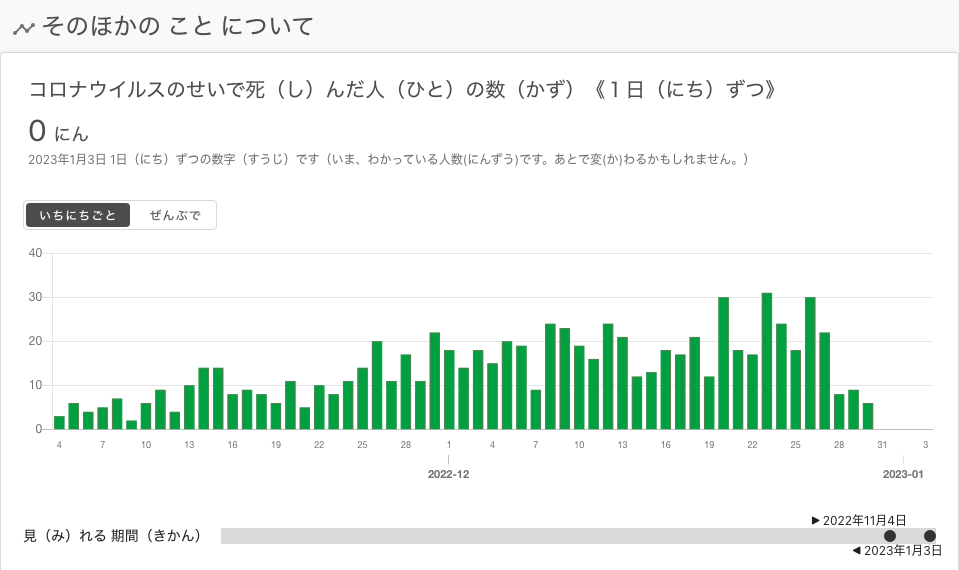 そのほかの こと について
コロナウイルスのせいで死（し）んだ人（ひと）の数（かず）《１日（にち）ずつ》
0 にん
2023年1月3日 1日（にち）ずつの数字（すうじ）です（いま、わかっている人数(にんずう)です。あとで変(か)わるかもしれません。）
いちにちごと ぜんぶで
40
30
20
10
0
4 7 10 13 16 19 22 25 28 1 4 7 10 13 16 19 22 25 28 31 3
2022-12 2023-01
▶ 2022年11月4日
見（み）れる 期間（きかん）
◀ 2023年1月3日